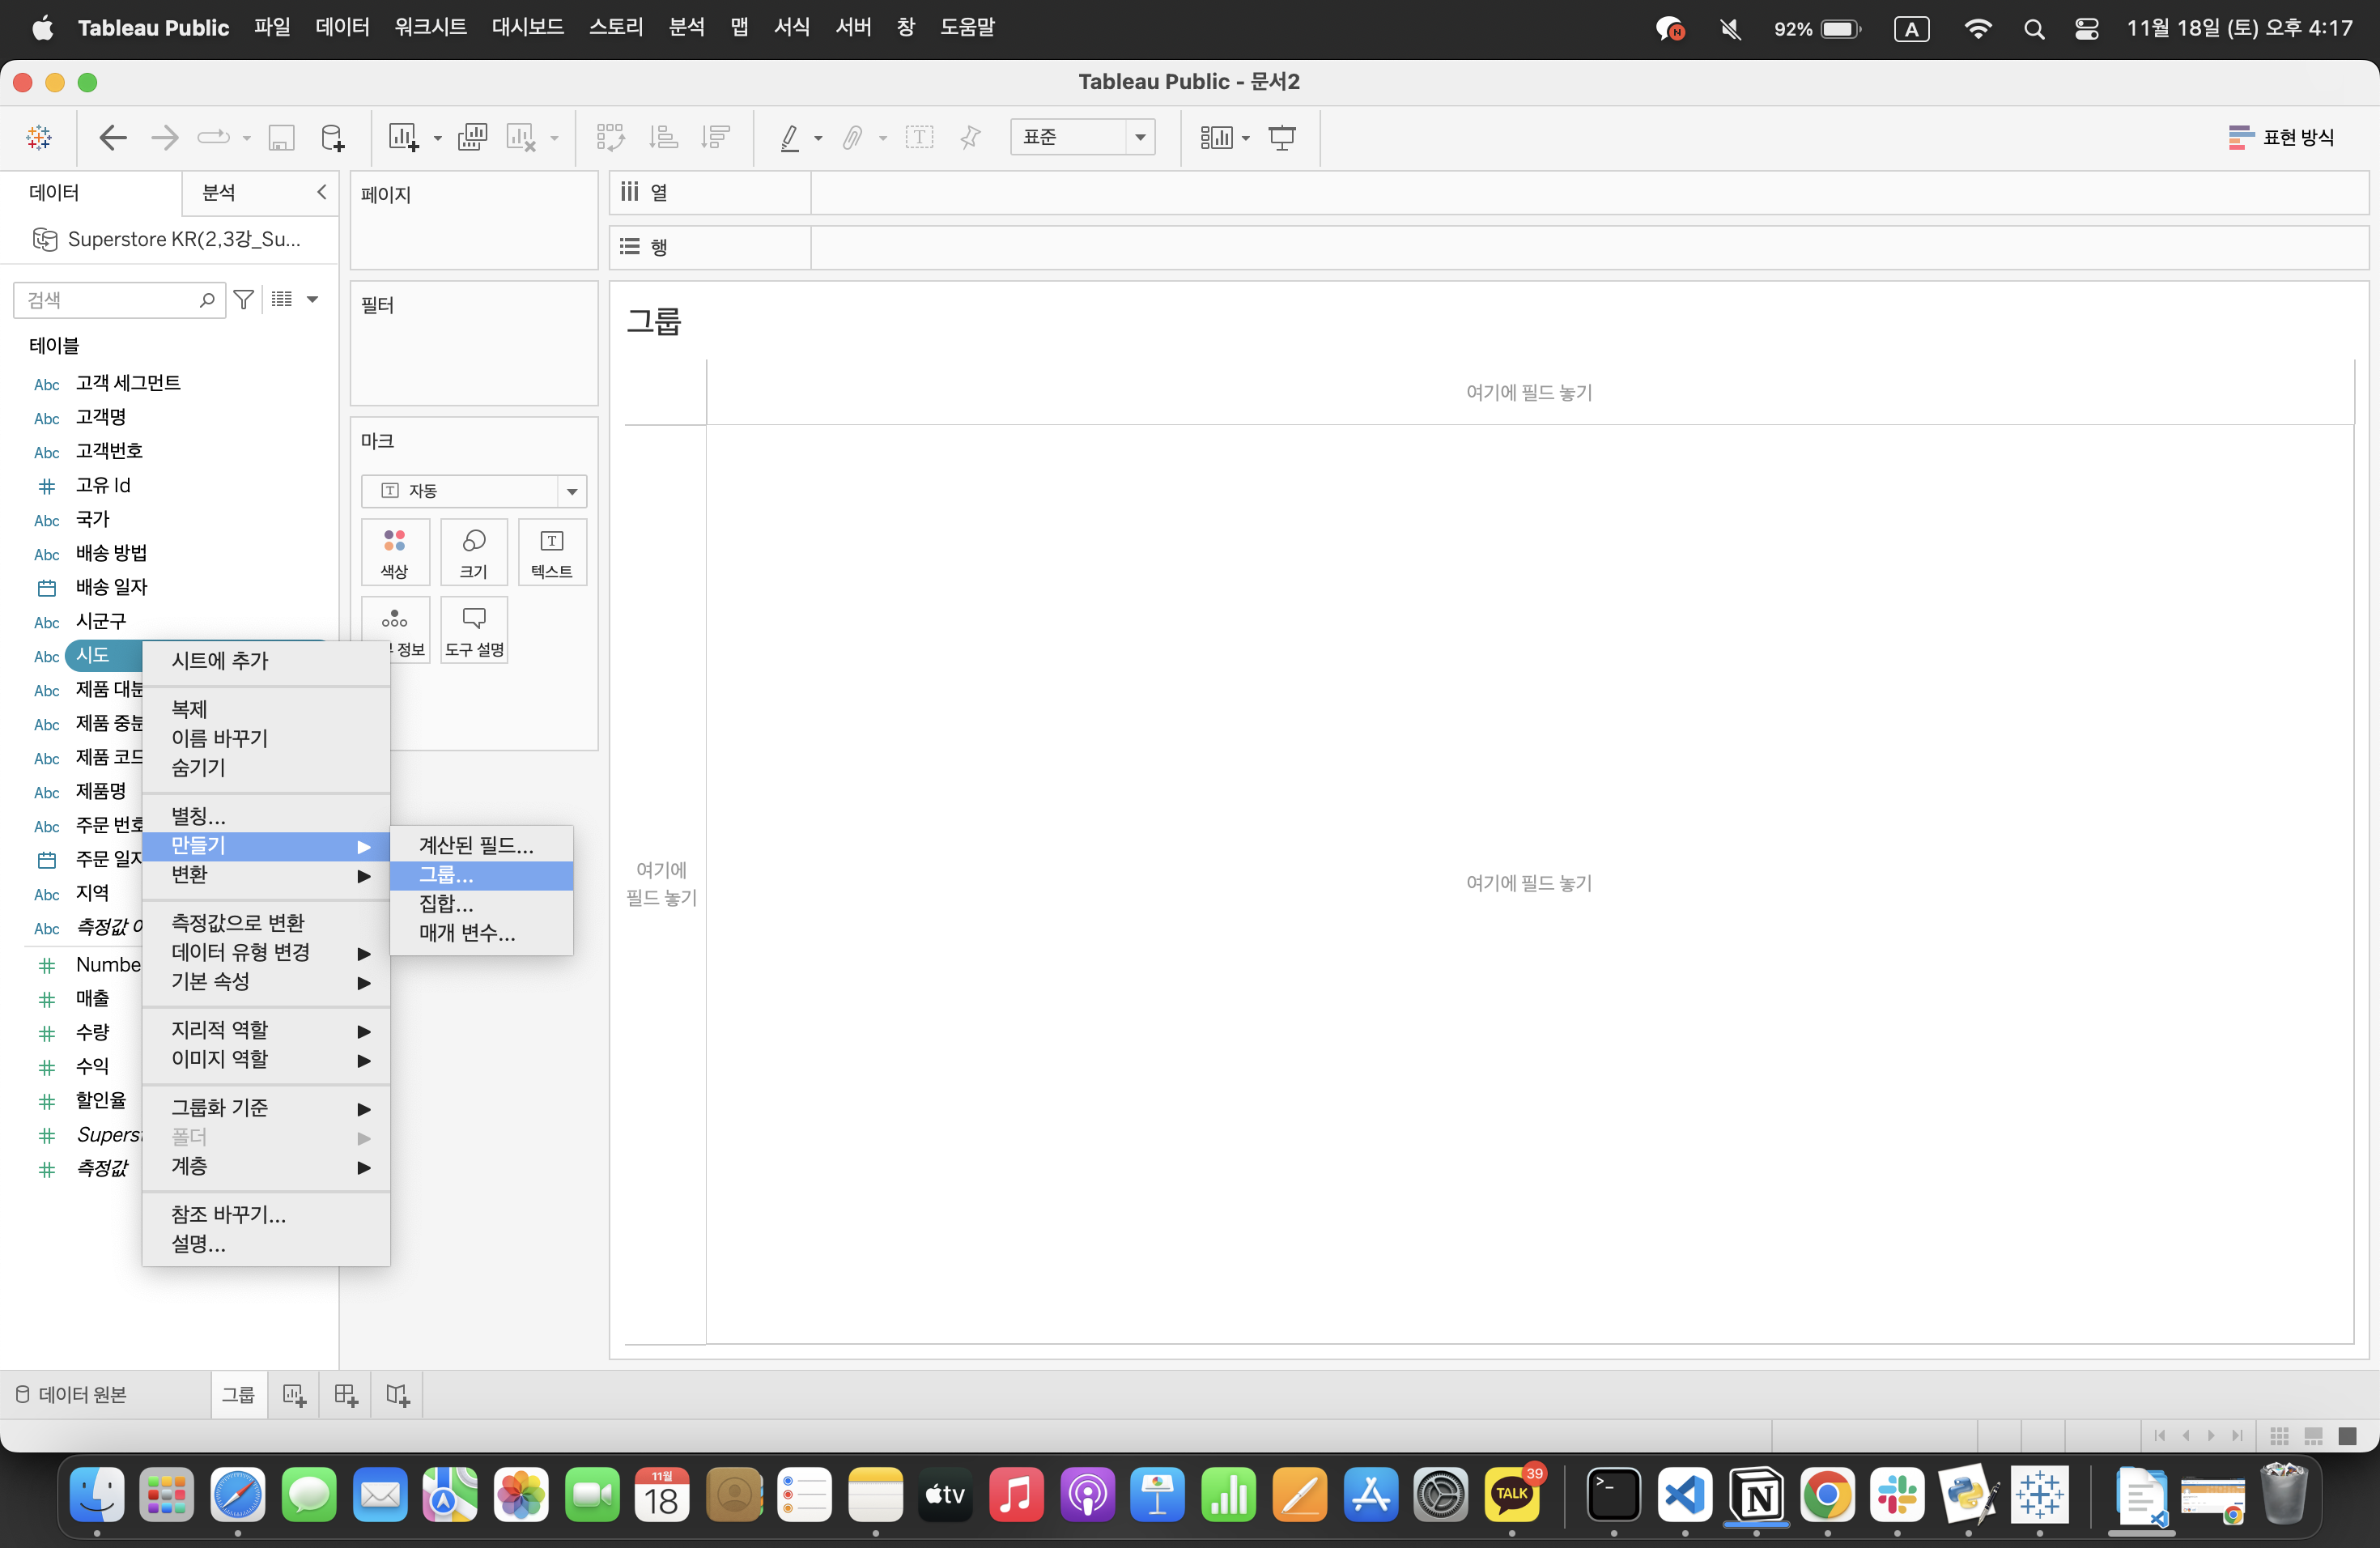 Tableau Public 파일 데이터 워크시트 대시보드 스토리 분석 맵 서식 서버 창 도움말 92% A 11월 18일 (토) 오후 4:17
Tableau Public - 문서2
표준
표현 방식
데이터 분석
Superstore KR(2,3강_Su...
검색
테이블
Abc 고객 세그먼트
Abc 고객명
Abc 고객번호
고유 Id
Abc 국가
Abc 배송 방법
배송 일자
Abc 시군구
Abc 시도
Abc 제품 대분
Abc 제품 중분
Abc 제품 코드
Abc 제품명
Abc 주문 번호
주문 일자
Abc 지역
Abc 측정값 이
Numbe
매출
수량
수익
할인율
Superst
측정값
시트에 추가
복제
이름 바꾸기
숨기기
별칭...
만들기
변환
측정값으로 변환
데이터 유형 변경
기본 속성
지리적 역할
이미지 역할
그룹화 기준
폴더
계층
참조 바꾸기...
설명...
계산된 필드...
그룹...
집합...
매개 변수...
페이지
필터
마크
자동
색상
크기
텍스트
정보
도구 설명
열
행
그룹
여기에 필드 놓기
여기에
필드 놓기
여기에 필드 놓기
데이터 원본
그룹
11월
18
tv
TALK
39